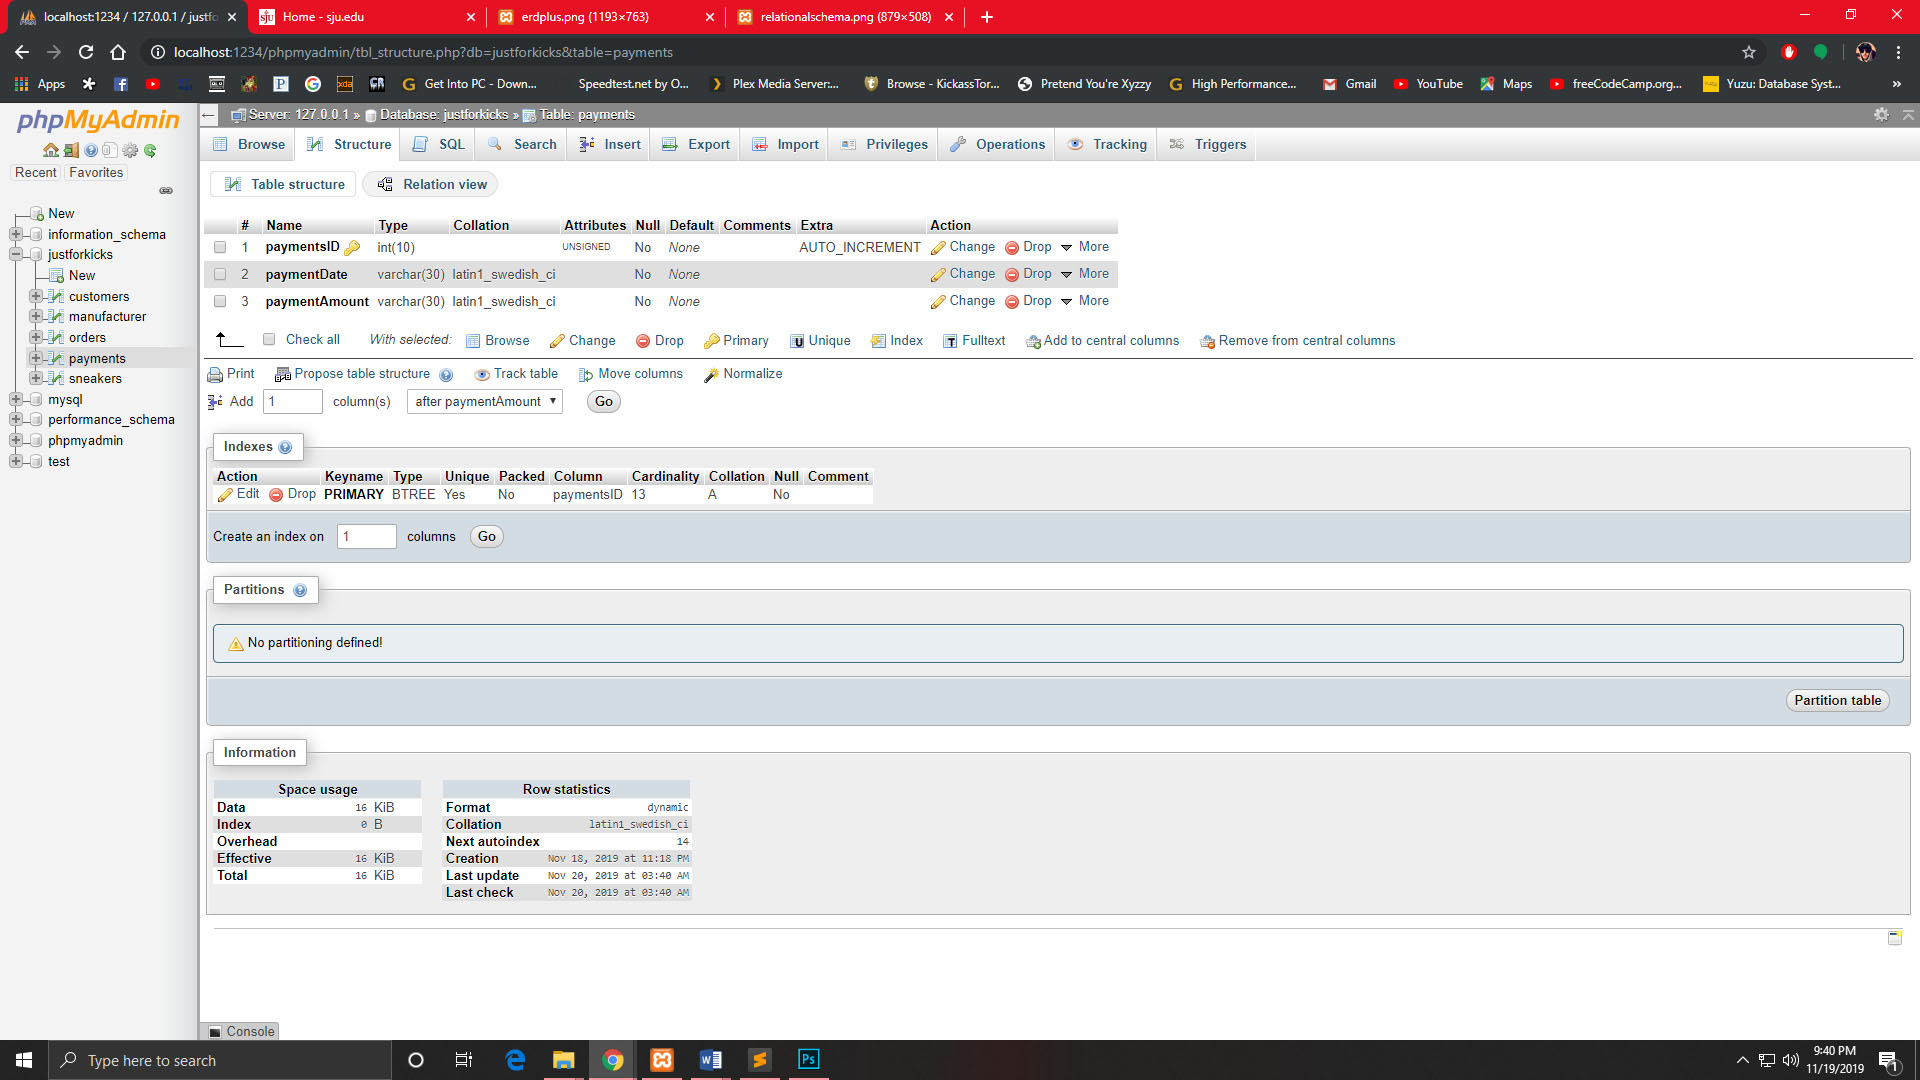 localhost:1234 / 127.0.0.1 / justfo
Home - sju.edu
erdplus.png (1193×763)
relationalschema.png (879×508)
localhost:1234/phpmyadmin/tbl_structure.php?db=justforkicks&table=payments
Apps
Get Into PC - Down...
Speedtest.net by O...
Plex Media Server:...
Browse - KickassTor...
Pretend You're Xyzzy
High Performance...
Gmail
YouTube
Maps
freeCodeCamp.org...
Yuzu: Database Syst...
»
phpMyAdmin
Recent Favorites
New
information_schema
justforkicks
New
customers
manufacturer
orders
payments
sneakers
mysql
performance_schema
phpmyadmin
test
Server: 127.0.0.1 » Database: justforkicks » Table: payments
Browse Structure SQL Search Insert Export Import Privileges Operations Tracking Triggers
Table structure Relation view
# Name Type Collation Attributes Null Default Comments Extra Action
1 paymentsID int(10) UNSIGNED No None AUTO_INCREMENT Change Drop More
2 paymentDate varchar(30) latin1_swedish_ci No None Change Drop More
3 paymentAmount varchar(30) latin1_swedish_ci No None Change Drop More
Check all With selected: Browse Change Drop Primary Unique Index Fulltext Add to central columns Remove from central columns
Print Propose table structure Track table Move columns Normalize
Add 1 column(s) after paymentAmount Go
Indexes
Action Keyname Type Unique Packed Column Cardinality Collation Null Comment
Edit Drop PRIMARY BTREE Yes No paymentsID 13 A No
Create an index on 1 columns Go
Partitions
No partitioning defined!
Partition table
Information
Space usage
Data 16 KiB
Index 0 B
Overhead
Effective 16 KiB
Total 16 KiB
Row statistics
Format dynamic
Collation latin1_swedish_ci
Next autoindex 14
Creation Nov 18, 2019 at 11:18 PM
Last update Nov 20, 2019 at 03:40 AM
Last check Nov 20, 2019 at 03:40 AM
Console
Type here to search
9:40 PM
11/19/2019
1